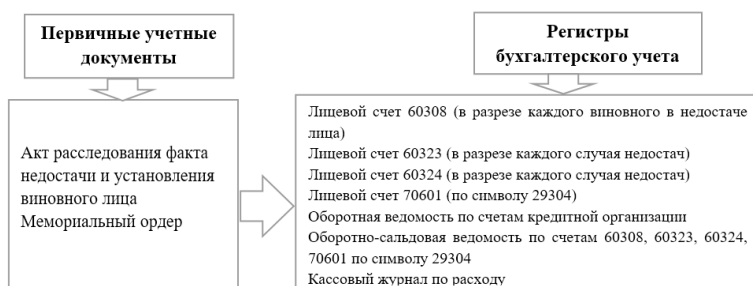 Первичные учетные
документы
Регистры
бухгалтерского учета
Акт расследования факта
недостачи и установления
виновного лица
Мемориальный ордер
Лицевой счет 60308 (в разрезе каждого виновного в недостаче
лица)
Лицевой счет 60323 (в разрезе каждого случая недостач)
Лицевой счет 60324 (в разрезе каждого случая недостач)
Лицевой счет 70601 (по символу 29304)
Оборотная ведомость по счетам кредитной организации
Оборотно-сальдовая ведомость по счетам 60308, 60323, 60324,
70601 по символу 29304
Кассовый журнал по расходу